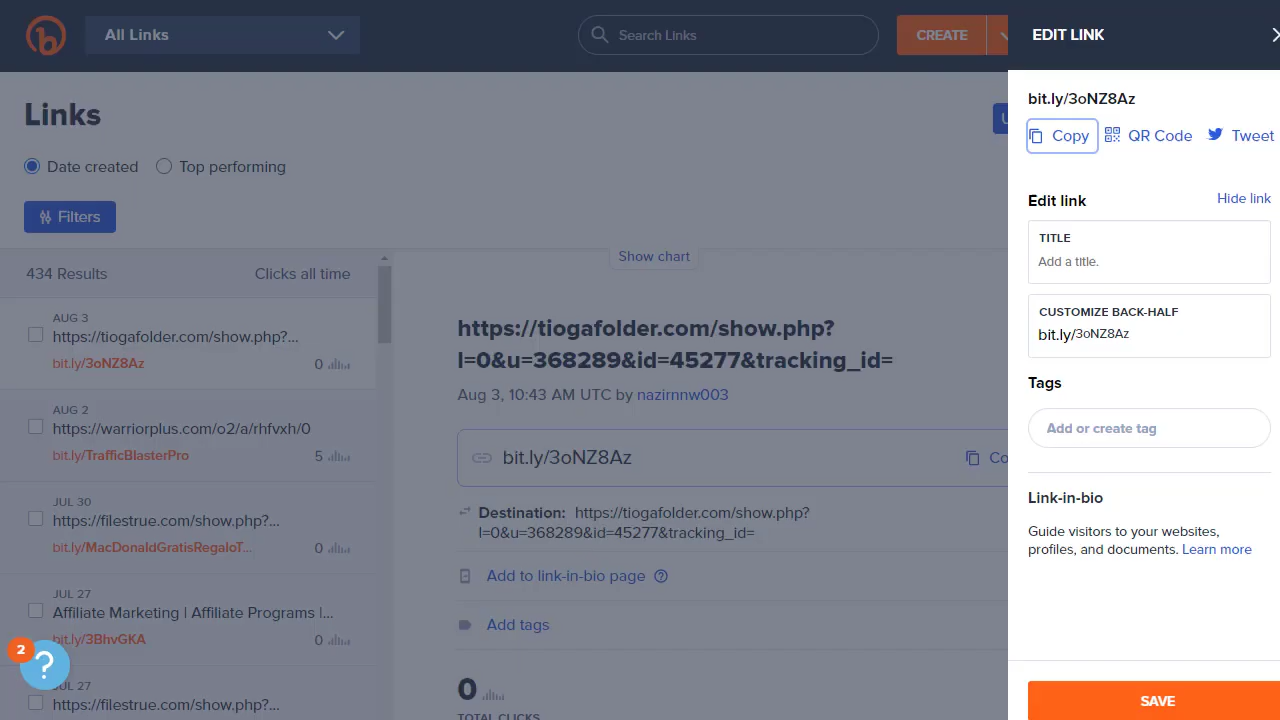 All Links
Search Links
CREATE
EDIT LINK
Links
Date created
Top performing
Filters
Show chart
434 Results
Clicks all time
AUG 3
https://tiogafolder.com/show.php?...
bit.ly/3oNZ8Az
0
AUG 2
https://warriorplus.com/o2/a/rhfvxh/0
bit.ly/TrafficBlasterPro
5
JUL 30
https://filestrue.com/show.php?...
bit.ly/MacDonaldGratisRegaloT...
0
JUL 27
Affiliate Marketing | Affiliate Programs |...
bit.ly/3BhvGKA
0
JUL 27
https://filestrue.com/show.php?...
2
?
https://tiogafolder.com/show.php?
l=0&u=368289&id=45277&tracking_id=
Aug 3, 10:43 AM UTC by nazirnnw003
bit.ly/3oNZ8Az
Co
Destination: https://tiogafolder.com/show.php?
l=0&u=368289&id=45277&tracking_id=
Add to link-in-bio page
Add tags
0
TOTAL CLICKS
bit.ly/3oNZ8Az
Copy
QR Code
Tweet
Edit link
Hide link
TITLE
Add a title.
CUSTOMIZE BACK-HALF
bit.ly/3oNZ8Az
Tags
Add or create tag
Link-in-bio
Guide visitors to your websites,
profiles, and documents. Learn more
SAVE